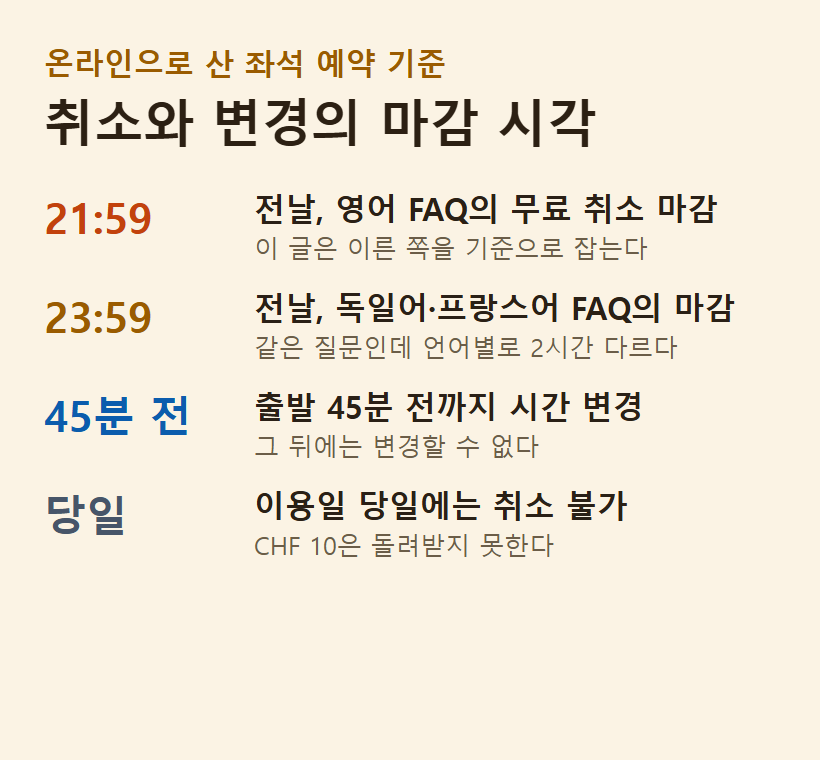 온라인으로 산 좌석 예약 기준
취소와 변경의 마감 시각
21:59
전날, 영어 FAQ의 무료 취소 마감
이 글은 이른 쪽을 기준으로 잡는다
23:59
전날, 독일어·프랑스어 FAQ의 마감
같은 질문인데 언어별로 2시간 다르다
45분 전
출발 45분 전까지 시간 변경
그 뒤에는 변경할 수 없다
당일
이용일 당일에는 취소 불가
CHF 10은 돌려받지 못한다